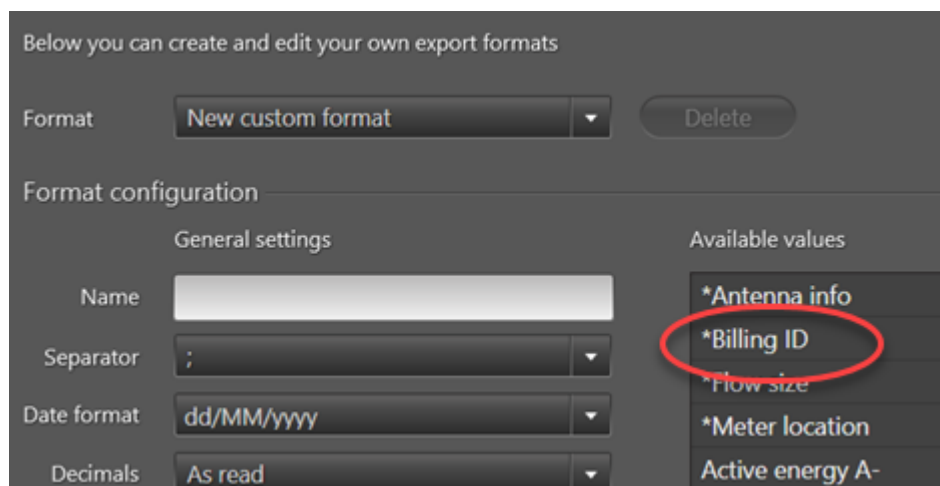 Below you can create and edit your own export formats
Format New custom format Delete
Format configuration
General settings Available values
Name *Antenna info
*Billing ID
Separator ;
*Flow size
Date format dd/MM/yyyy
*Meter location
Decimals As read Active energy A-